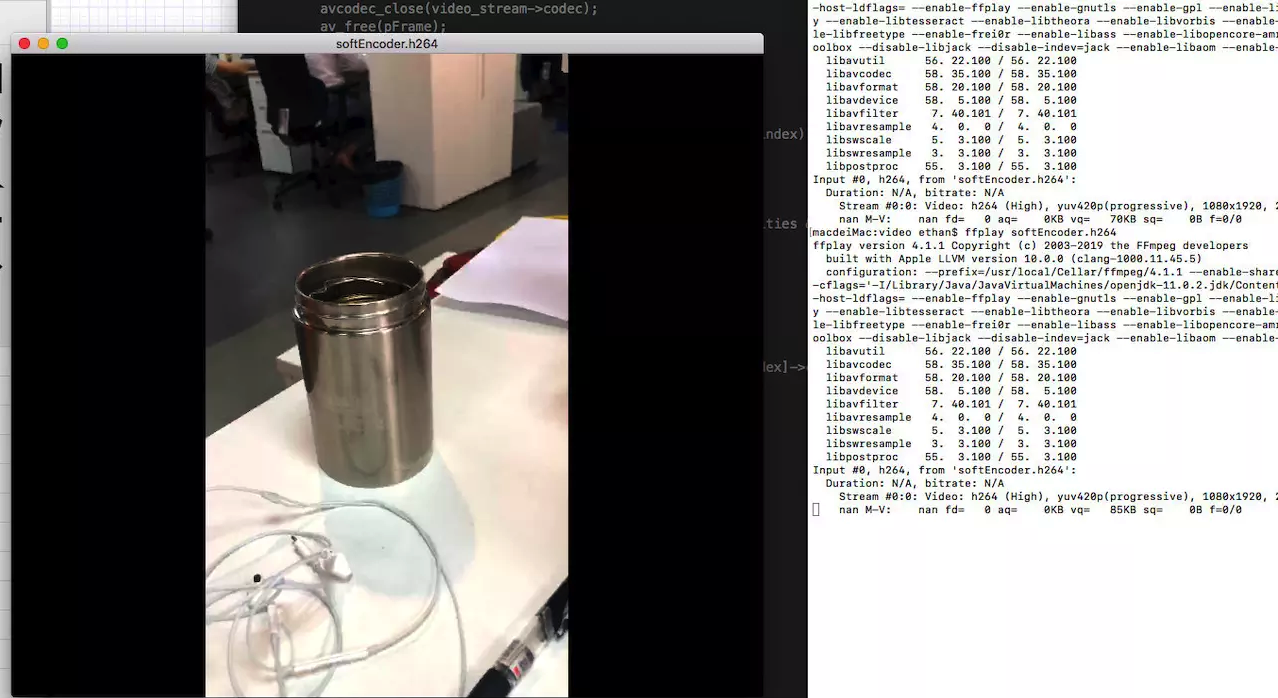 avcodec_close(video_stream->codec);
av_free(pFrame);
softEncoder.h264
index)
ities
dex]->
-host-ldflags= --enable-ffplay --enable-gnutls --enable-gpl --enable-li
y --enable-libtesseract --enable-libtheora --enable-libvorbis --enable-
le-libfreetype --enable-frei0r --enable-libass --enable-libopencore-amr
oolbox --disable-libjack --disable-indev=jack --enable-libaom --enable-
libavutil 56. 22.100 / 56. 22.100
libavcodec 58. 35.100 / 58. 35.100
libavformat 58. 20.100 / 58. 20.100
libavdevice 58. 5.100 / 58. 5.100
libavfilter 7. 40.101 / 7. 40.101
libavresample 4. 0. 0 / 4. 0. 0
libswscale 5. 3.100 / 5. 3.100
libswresample 3. 3.100 / 3. 3.100
libpostproc 55. 3.100 / 55. 3.100
Input #0, h264, from 'softEncoder.h264':
Duration: N/A, bitrate: N/A
Stream #0:0: Video: h264 (High), yuv420p(progressive), 1080x1920, 2
nan M-V: nan fd= 0 aq= 0KB vq= 70KB sq= 0B f=0/0
[macdeiMac:video ethan$ ffplay softEncoder.h264
ffplay version 4.1.1 Copyright (c) 2003-2019 the FFmpeg developers
built with Apple LLVM version 10.0.0 (clang-1000.11.45.5)
configuration: --prefix=/usr/local/Cellar/ffmpeg/4.1.1 --enable-share
-cflags='-I/Library/Java/JavaVirtualMachines/openjdk-11.0.2.jdk/Content
-host-ldflags= --enable-ffplay --enable-gnutls --enable-gpl --enable-li
y --enable-libtesseract --enable-libtheora --enable-libvorbis --enable-
le-libfreetype --enable-frei0r --enable-libass --enable-libopencore-amr
oolbox --disable-libjack --disable-indev=jack --enable-libaom --enable-
libavutil 56. 22.100 / 56. 22.100
libavcodec 58. 35.100 / 58. 35.100
libavformat 58. 20.100 / 58. 20.100
libavdevice 58. 5.100 / 58. 5.100
libavfilter 7. 40.101 / 7. 40.101
libavresample 4. 0. 0 / 4. 0. 0
libswscale 5. 3.100 / 5. 3.100
libswresample 3. 3.100 / 3. 3.100
libpostproc 55. 3.100 / 55. 3.100
Input #0, h264, from 'softEncoder.h264':
Duration: N/A, bitrate: N/A
Stream #0:0: Video: h264 (High), yuv420p(progressive), 1080x1920, 2
nan M-V: nan fd= 0 aq= 0KB vq= 85KB sq= 0B f=0/0